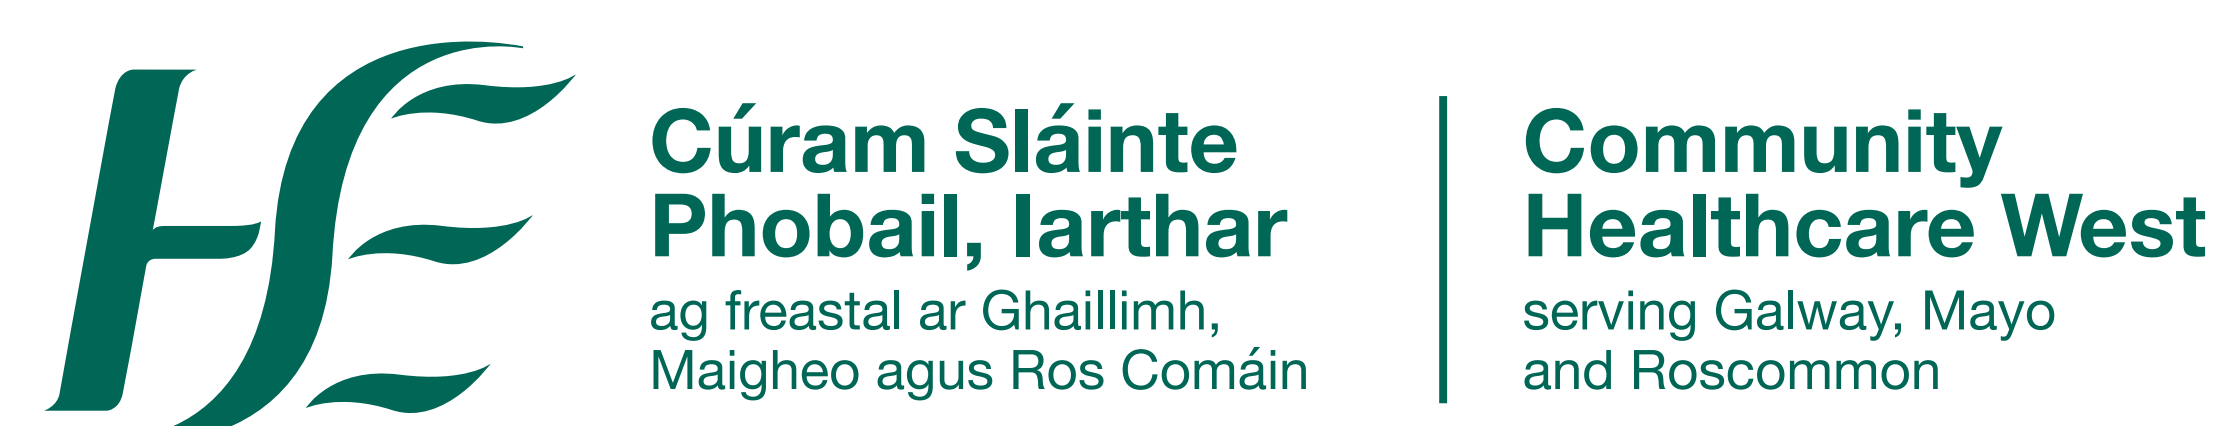 HSE
Cúram Sláinte
Phobail, Iarthar
ag freastal ar Ghaillimh,
Maigheo agus Ros Comáin
Community
Healthcare West
serving Galway, Mayo
and Roscommon